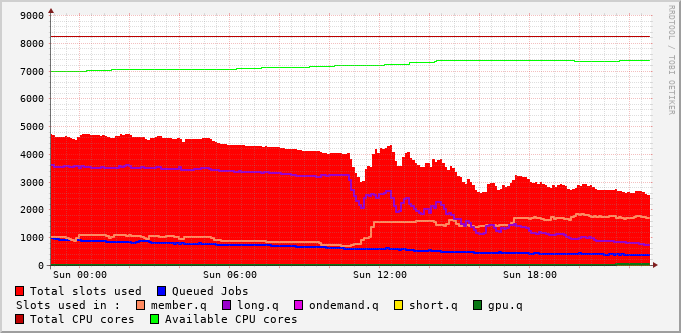 RRDTOOL / TOBI OETIKER
9000
8000
7000
6000
5000
4000
3000
2000
1000
0
Sun 00:00 Sun 06:00 Sun 12:00 Sun 18:00
Total slots used Queued Jobs
Slots used in : member.q long.q ondemand.q short.q gpu.q
Total CPU cores Available CPU cores